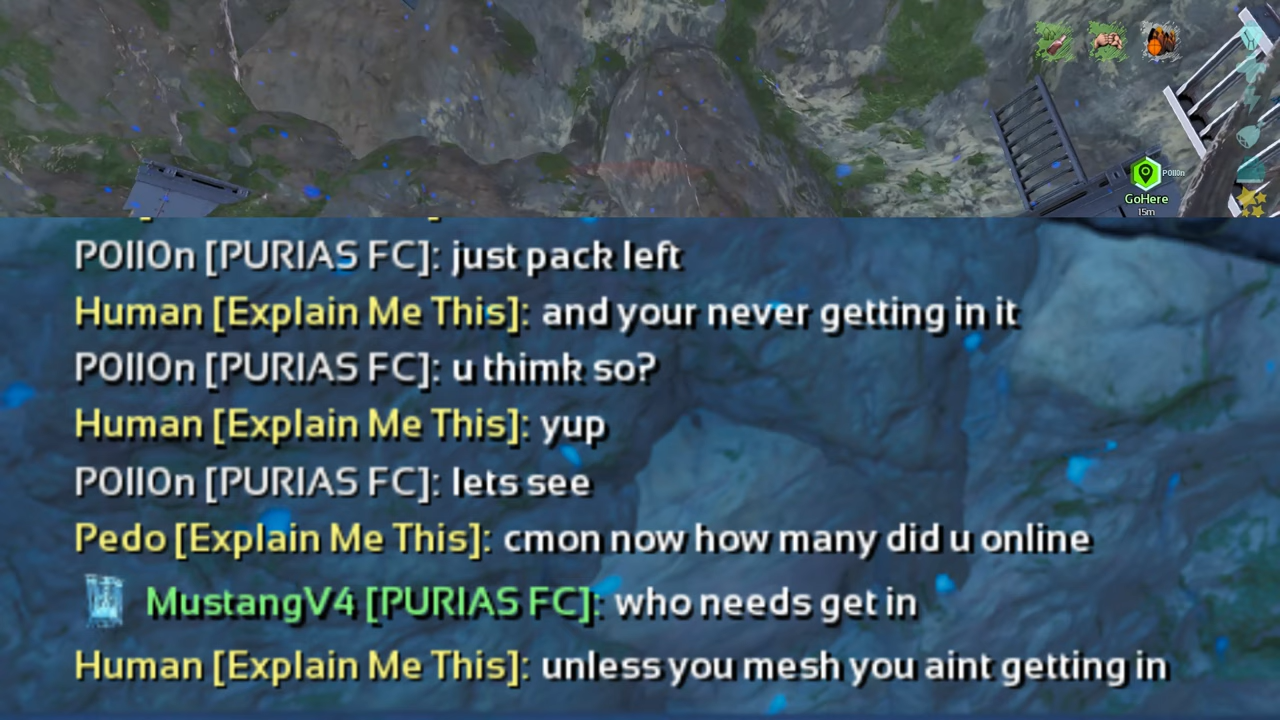 P0ll0n
GoHere
15m
P0ll0n [PURIAS FC]: just pack left
Human [Explain Me This]: and your never getting in it
P0ll0n [PURIAS FC]: u thimk so?
Human [Explain Me This]: yup
P0ll0n [PURIAS FC]: lets see
Pedo [Explain Me This]: cmon now how many did u online
MustangV4 [PURIAS FC]: who needs get in
Human [Explain Me This]: unless you mesh you aint getting in